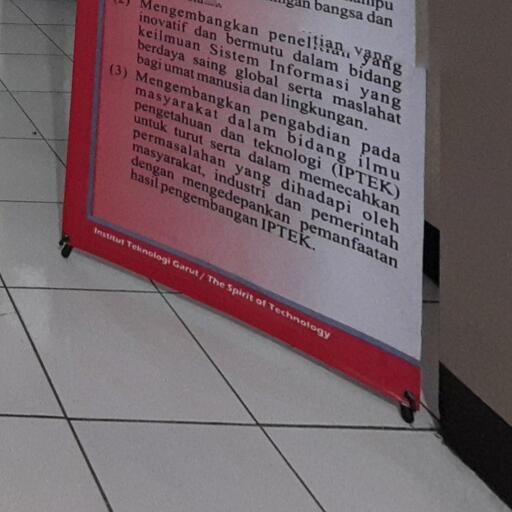 bangsa dan
(2) Mengembangkan penelitian yang
inovatif dan bermutu dalam bidang
keilmuan Sistem Informasi yang
berdaya saing global serta maslahat
bagi umat manusia dan lingkungan.
(3) Mengembangkan pengabdian pada
masyarakat dalam bidang ilmu
pengetahuan dan teknologi (IPTEK)
untuk turut serta dalam memecahkan
permasalahan yang dihadapi oleh
masyarakat, industri dan pemerintah
dengan mengedepankan pemanfaatan
hasil pengembangan IPTEK.
Institut Teknologi Garut / The Spirit of Technology